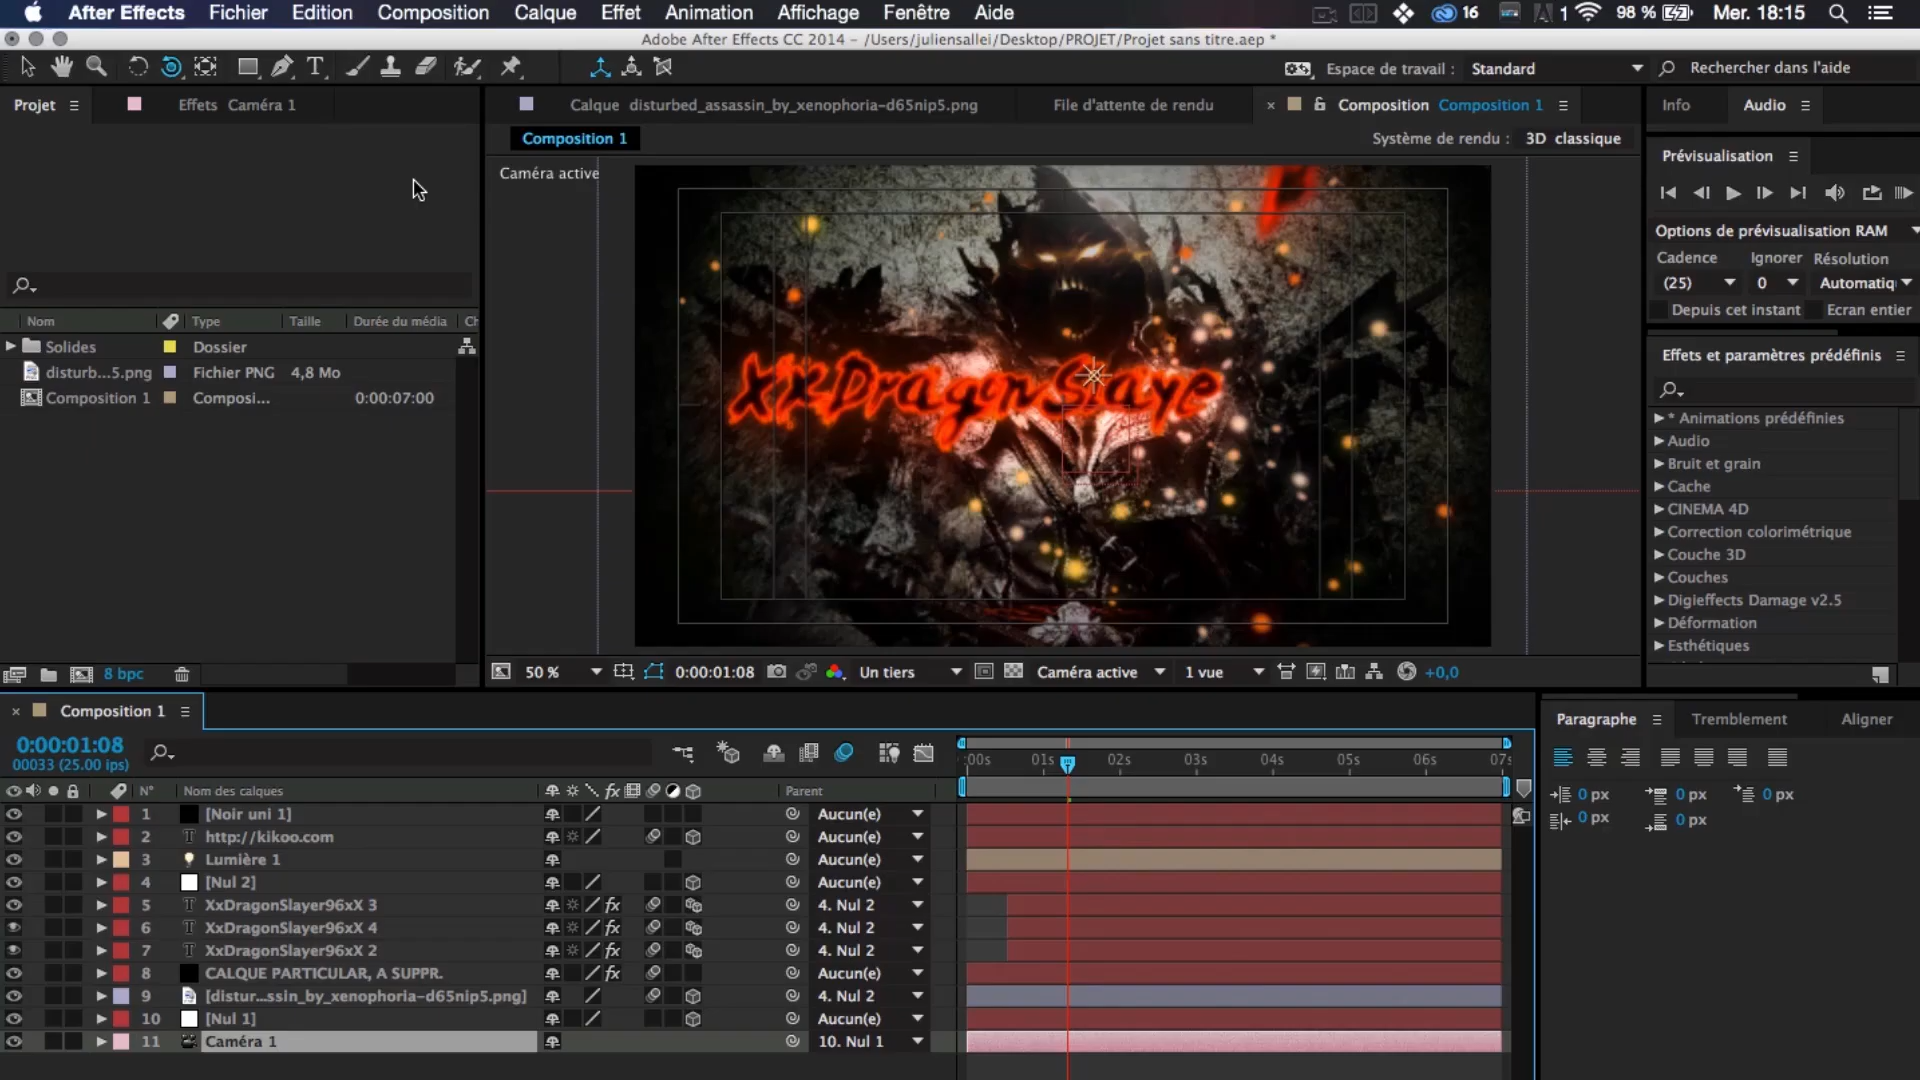 After Effects Fichier Edition Composition Calque Effet Animation Affichage Fenêtre Aide 16 1 98 % Mer. 18:15
Adobe After Effects CC 2014 - /Users/juliensallei/Desktop/PROJET/Projet sans titre.aep *
T Espace de travail : Standard Rechercher dans l'aide
Projet Effets Caméra 1
Calque disturbed_assassin_by_xenophoria-d65nip5.png File d'attente de rendu × Composition Composition 1
Info Audio
Composition 1 Système de rendu : 3D classique
Caméra active
XxDragonSlaye
Prévisualisation
Options de prévisualisation RAM
Cadence Ignorer Résolution
(25) 0 Automatiq
Depuis cet instant Ecran entier
Effets et paramètres prédéfinis
* Animations prédéfinies
Audio
Bruit et grain
Cache
CINEMA 4D
Correction colorimétrique
Couche 3D
Couches
Digieffects Damage v2.5
Déformation
Esthétiques
Nom Type Taille Durée du média Ch
Solides Dossier
disturb...5.png Fichier PNG 4,8 Mo
Composition 1 Composi... 0:00:07:00
8 bpc
50 % 0:00:01:08 Un tiers Caméra active 1 vue +0,0
× Composition 1
0:00:01:08
00033 (25.00 ips)
:00s 01s 02s 03s 04s 05s 06s 07s
N° Nom des calques fx Parent
1 [Noir uni 1] Aucun(e)
2 T http://kikoo.com Aucun(e)
3 Lumière 1 Aucun(e)
4 [Nul 2] Aucun(e)
5 T XxDragonSlayer96xX 3 fx 4. Nul 2
6 T XxDragonSlayer96xX 4 fx 4. Nul 2
7 T XxDragonSlayer96xX 2 fx 4. Nul 2
8 CALQUE PARTICULAR, A SUPPR. fx Aucun(e)
9 [distur...ssin_by_xenophoria-d65nip5.png] 4. Nul 2
10 [Nul 1] Aucun(e)
11 Caméra 1 10. Nul 1
Paragraphe Tremblement Aligner
0 px 0 px 0 px
0 px 0 px